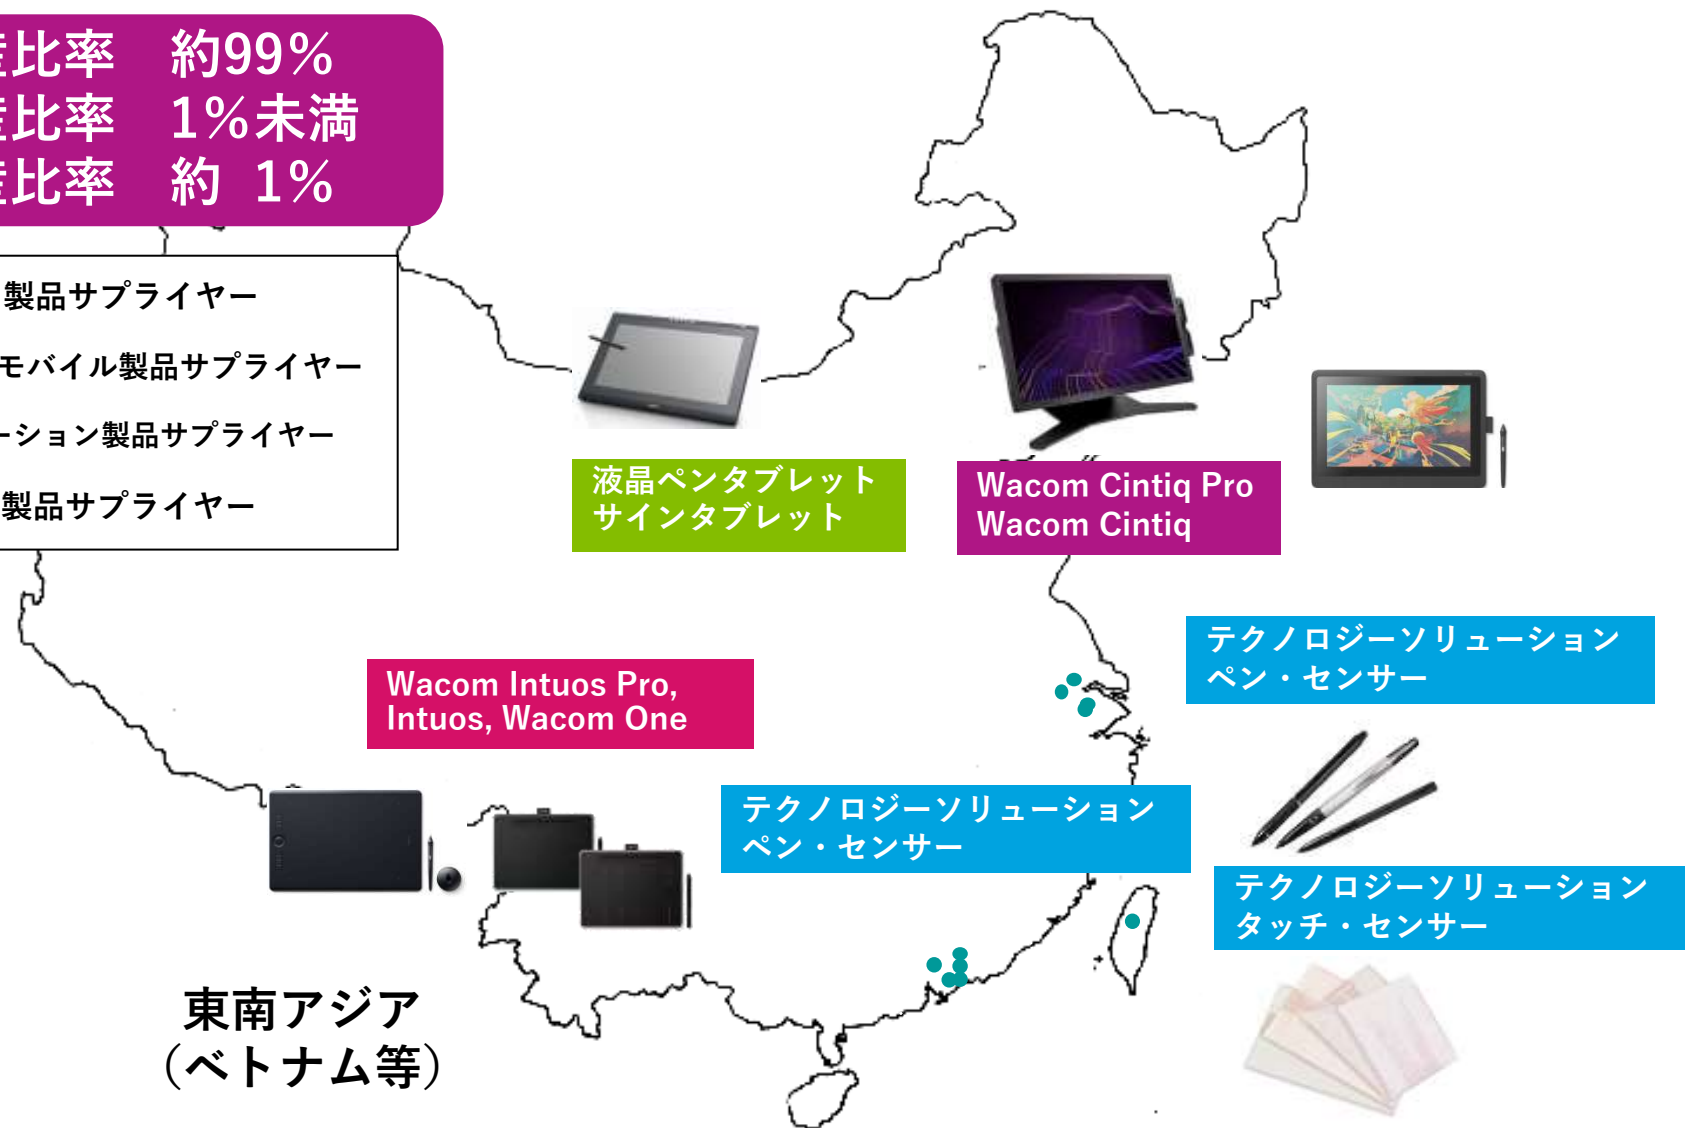 産比率 約99%
産比率 1%未満
産比率 約 1%
製品サプライヤー
モバイル製品サプライヤー
ーション製品サプライヤー
製品サプライヤー
液晶ペンタブレット
サインタブレット
Wacom Cintiq Pro
Wacom Cintiq
テクノロジーソリューション
ペン・センサー
Wacom Intuos Pro,
Intuos, Wacom One
テクノロジーソリューション
ペン・センサー
テクノロジーソリューション
タッチ・センサー
東南アジア
（ベトナム等）